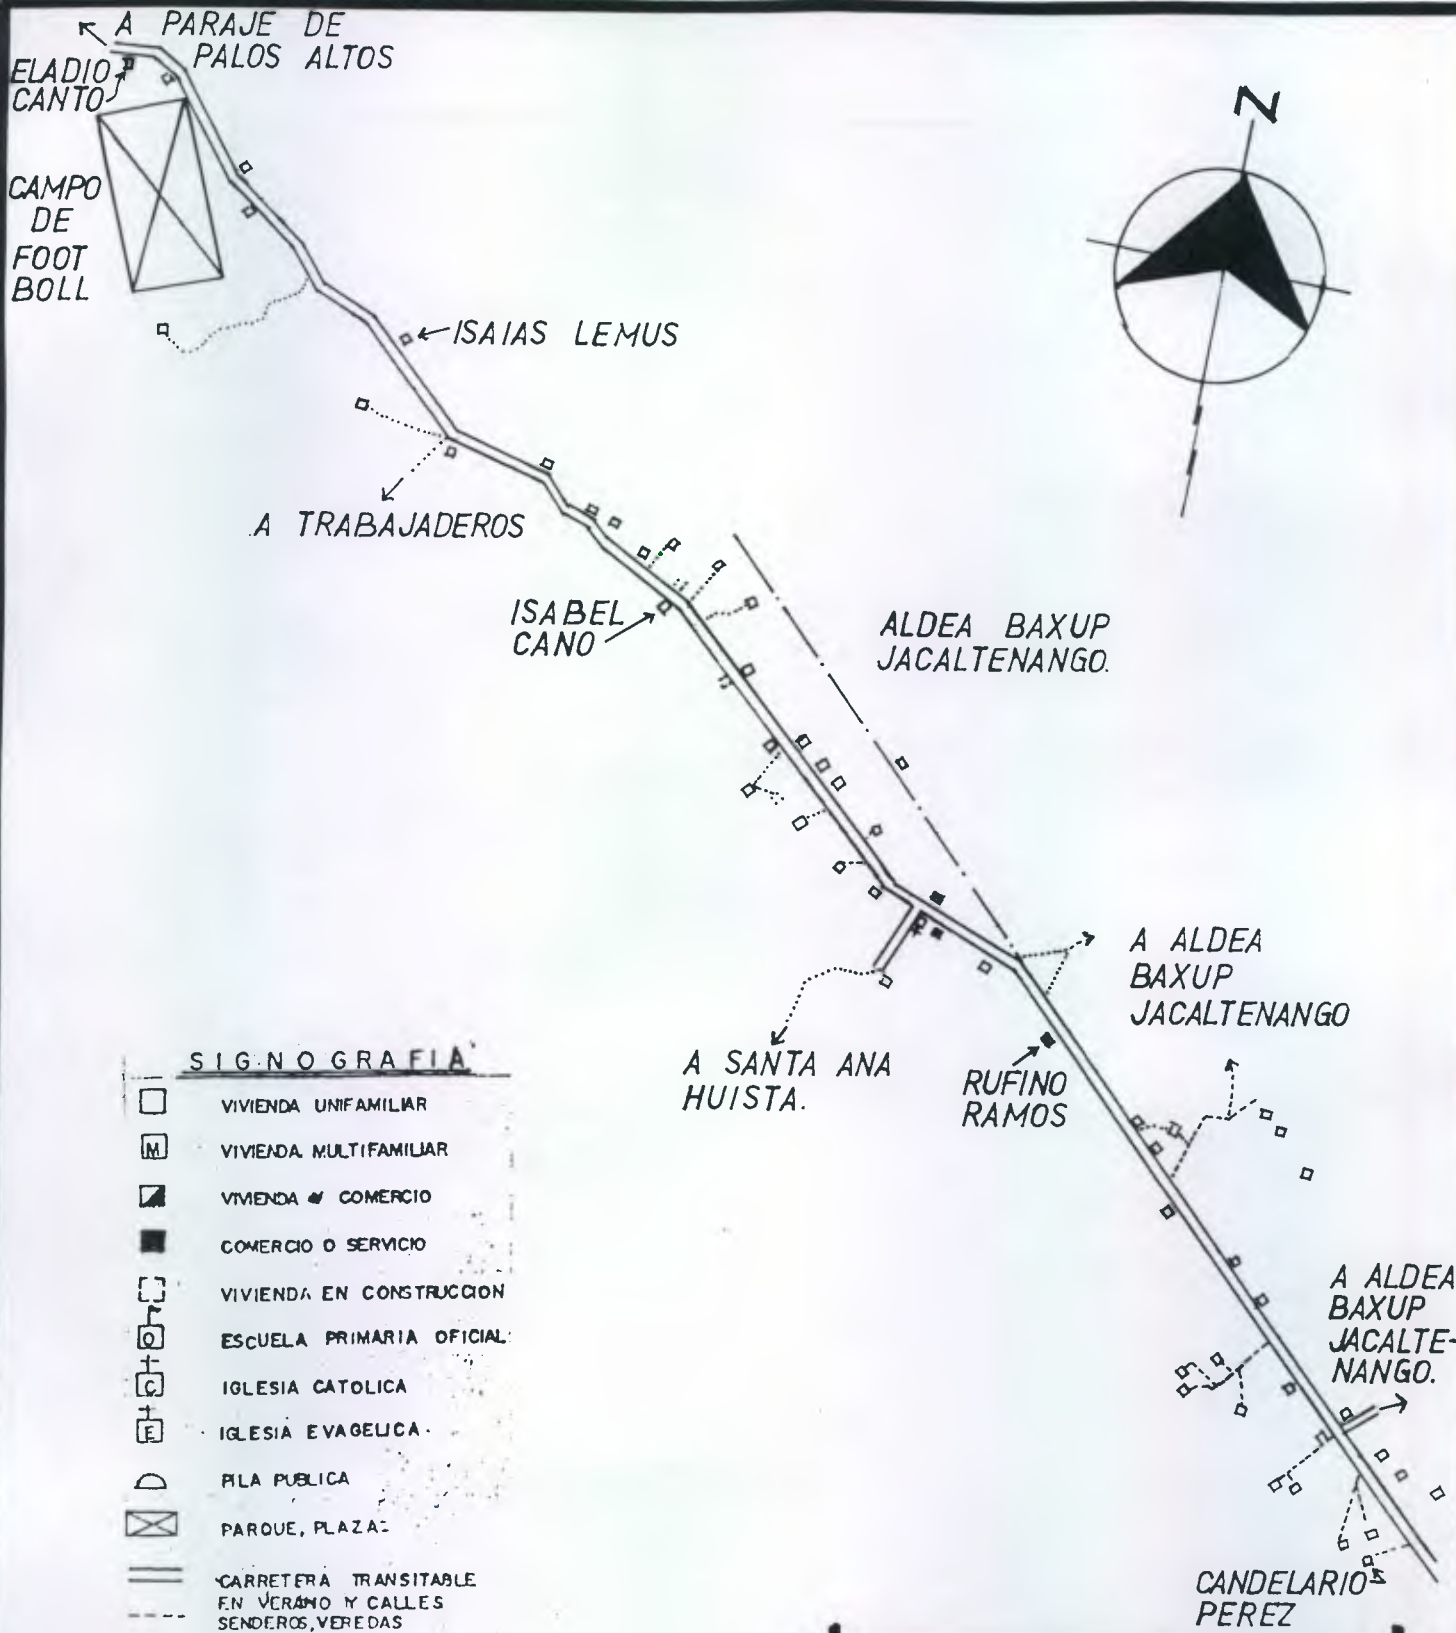 A PARAJE DE
PALOS ALTOS
ELADIO
CANTO
N
CAMPO
DE
FOOT
BOLL
ISAIAS LEMUS
A TRABAJADEROS
ISABEL
CANO
ALDEA BAXUP
JACALTENANGO.
A ALDEA
BAXUP
JACALTENANGO
A SANTA ANA
HUISTA.
RUFINO
RAMOS
A ALDEA
BAXUP
JACALTE-
NANGO.
CANDELARIO
PEREZ
SIGNOGRAFIA
VIVIENDA UNIFAMILIAR
M VIVIENDA MULTIFAMILIAR
VIVIENDA COMERCIO
COMERCIO O SERVICIO
VIVIENDA EN CONSTRUCCION
O ESCUELA PRIMARIA OFICIAL
C IGLESIA CATOLICA
E IGLESIA EVAGELICA
PILA PUBLICA
PARQUE, PLAZA
CARRETERA TRANSITABLE
EN VERANO Y CALLES
SENDEROS, VEREDAS